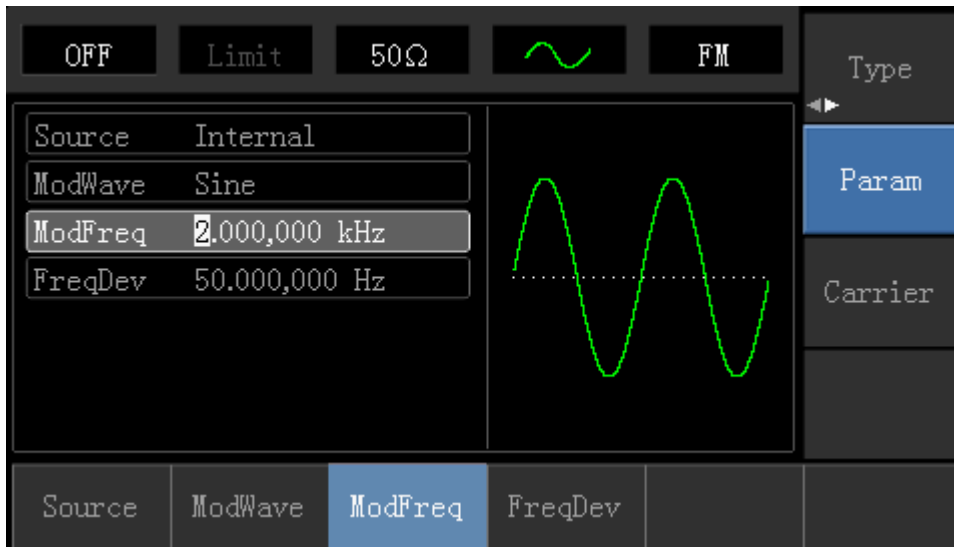 OFF Limit 50Ω FM
Type
Source Internal
ModWave Sine
ModFreq 2.000,000 kHz
FreqDev 50.000,000 Hz
Param
Carrier
Source ModWave ModFreq FreqDev